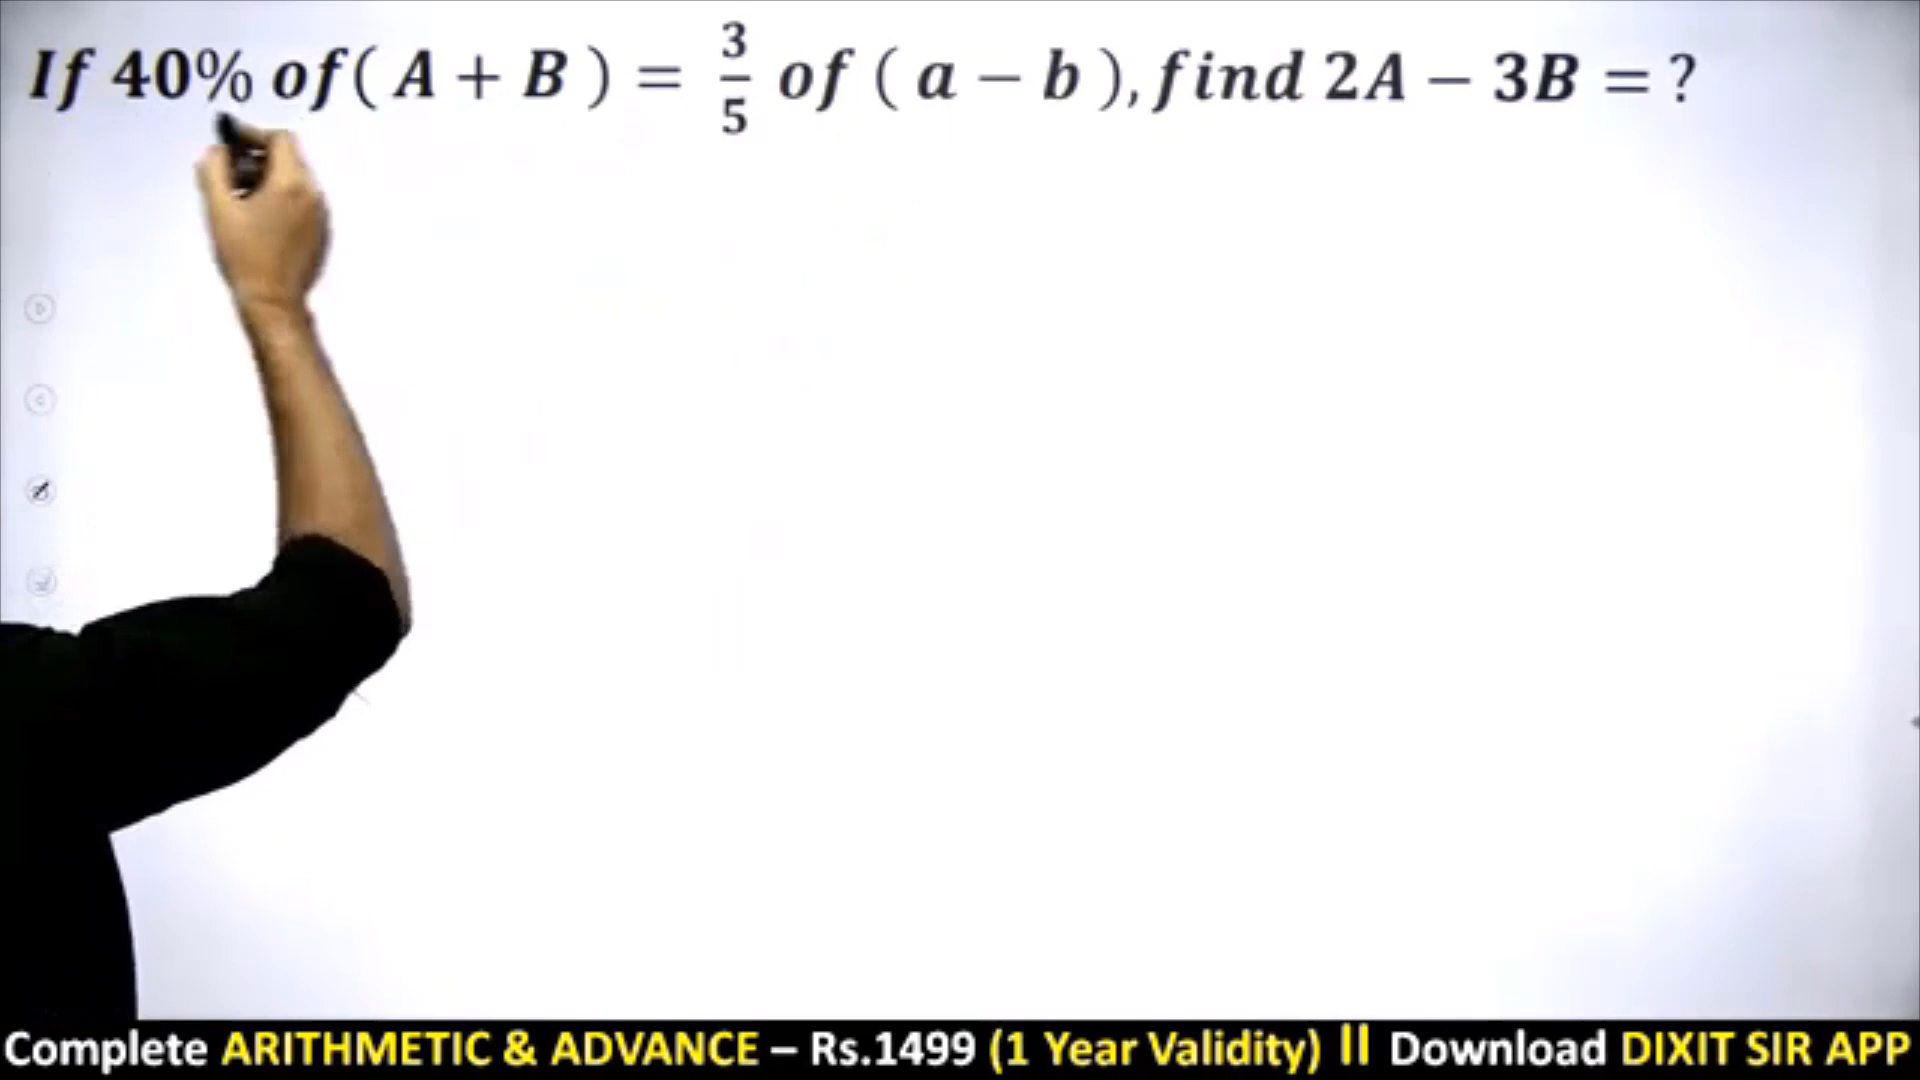 If 40% of( A + B ) = 3/5 of ( a − b ), find 2A − 3B = ?
Complete ARITHMETIC & ADVANCE – Rs.1499 (1 Year Validity) II Download DIXIT SIR APP